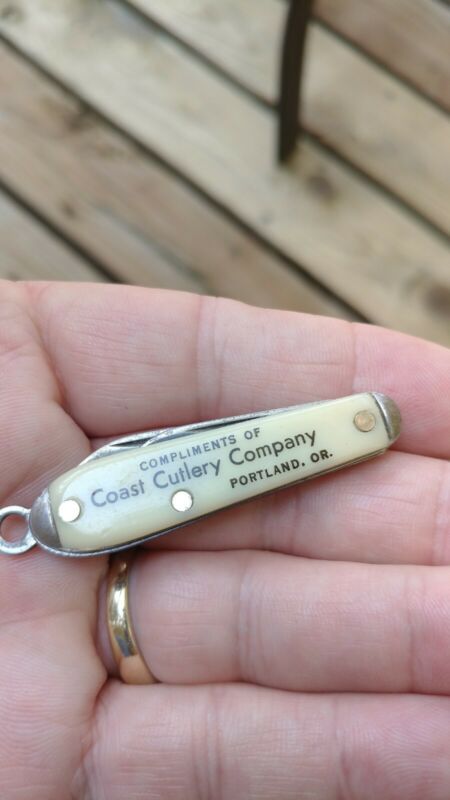 COMPLIMENTS OF
Coast Cutlery Company
PORTLAND, OR.